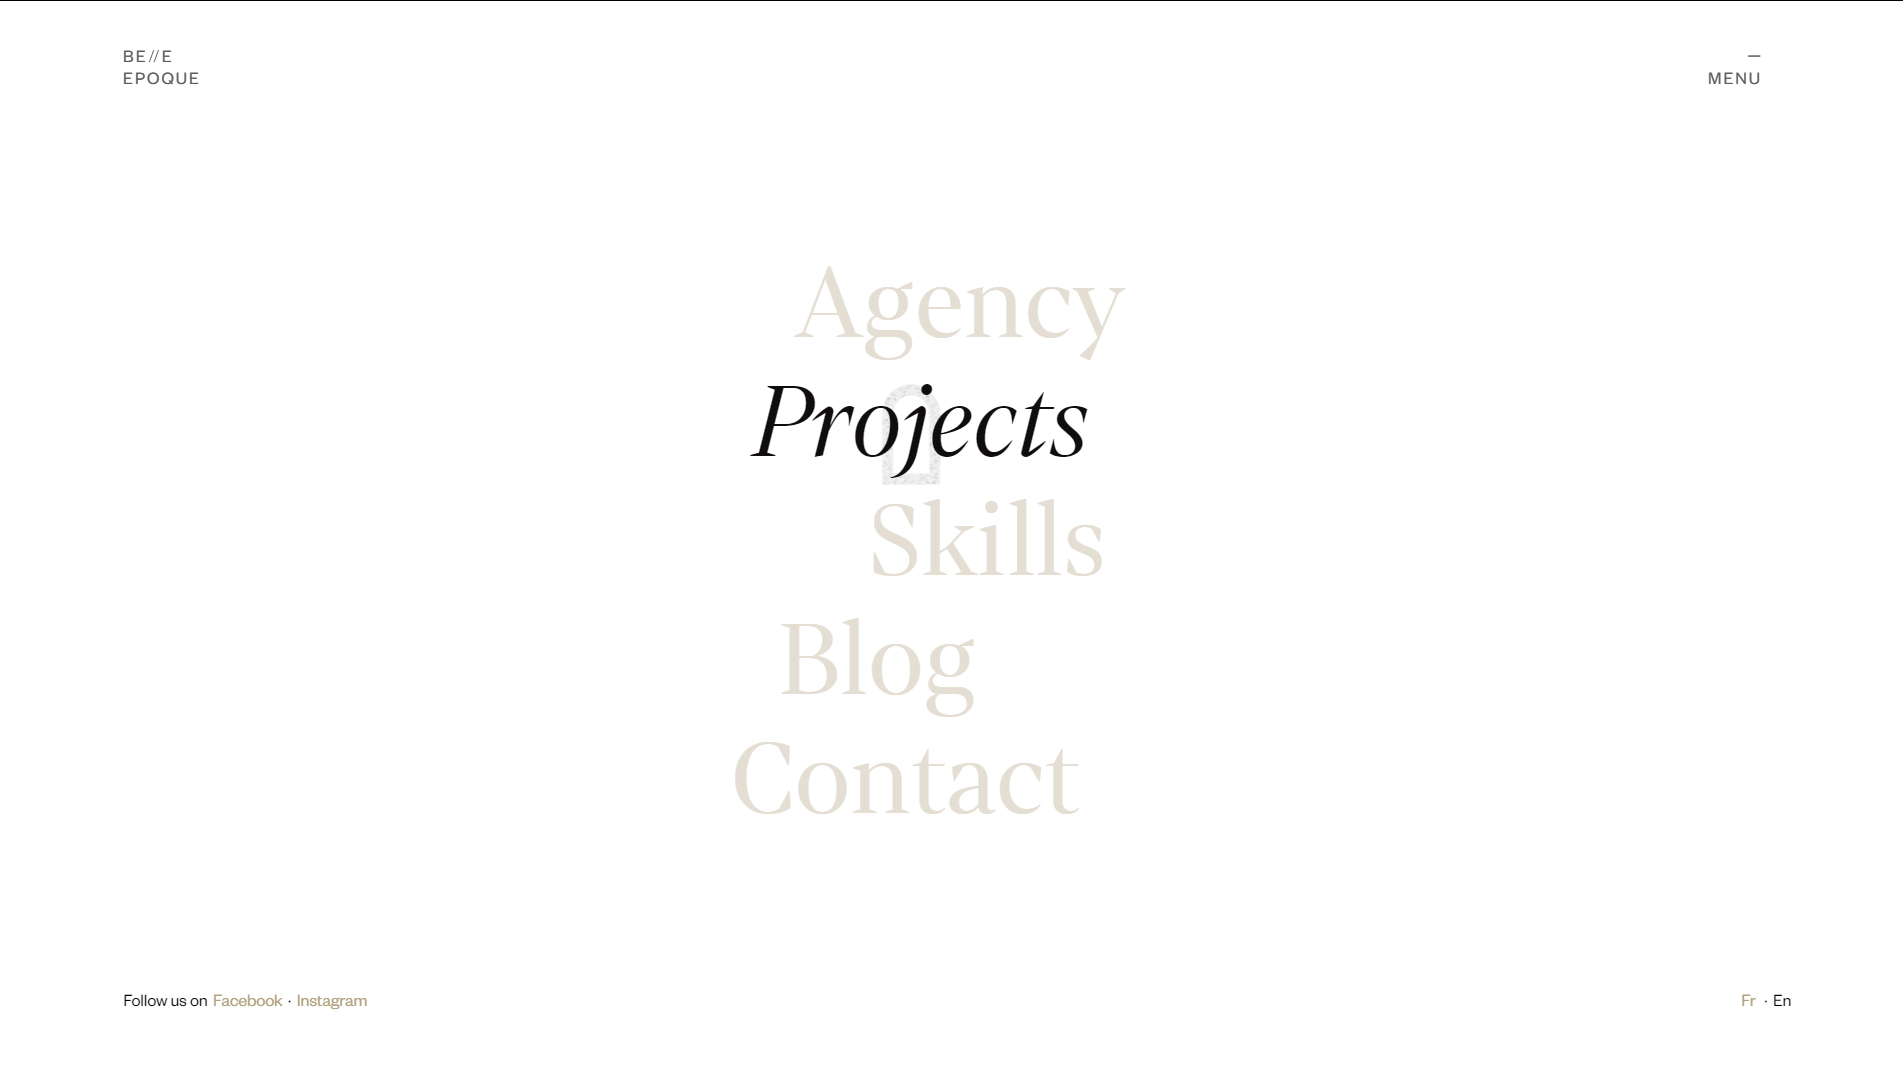 BE//E
EPOQUE
—
MENU
Agency
Projects
Skills
Blog
Contact
Follow us on Facebook · Instagram
Fr · En